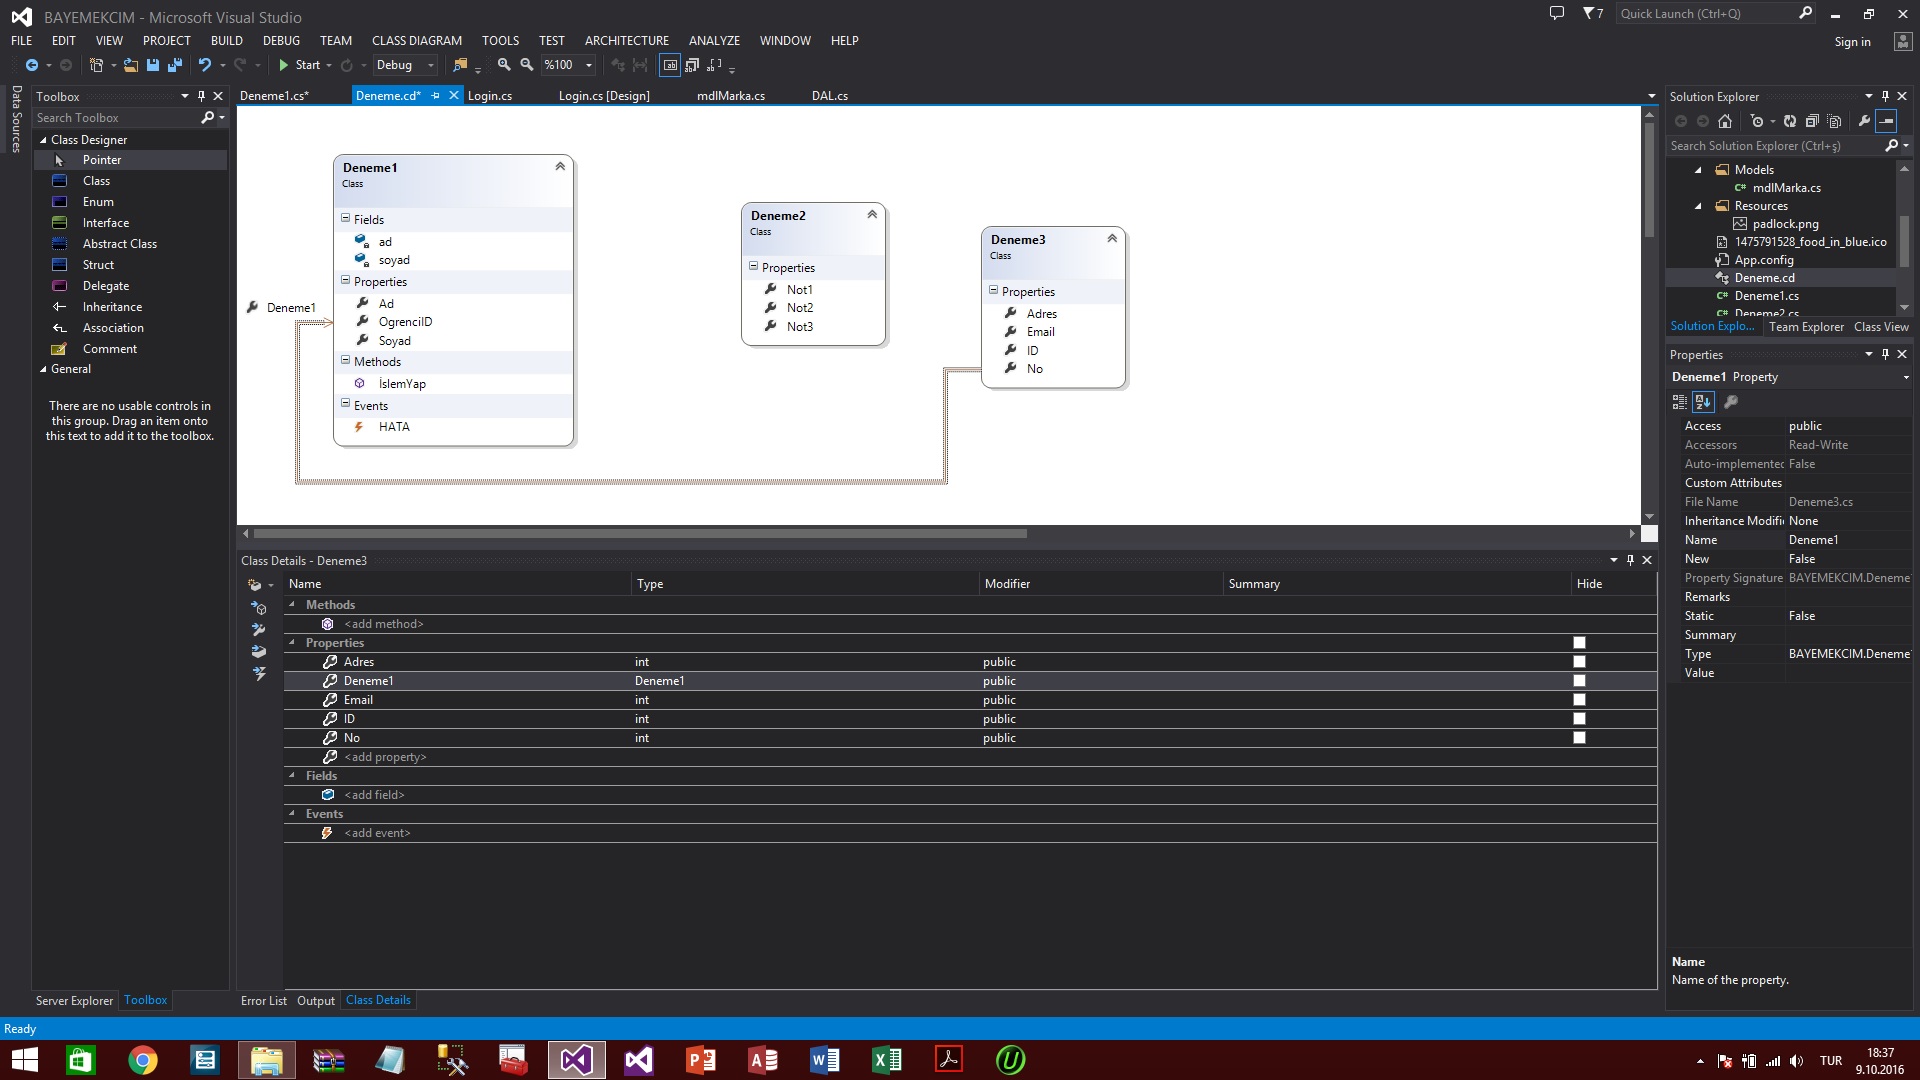 BAYEMEKCIM - Microsoft Visual Studio
7
Quick Launch (Ctrl+Q)
FILE EDIT VIEW PROJECT BUILD DEBUG TEAM CLASS DIAGRAM TOOLS TEST ARCHITECTURE ANALYZE WINDOW HELP
Sign in
Start Debug %100
Data Sources
Toolbox
Search Toolbox
Class Designer
Pointer
Class
Enum
Interface
Abstract Class
Struct
Delegate
Inheritance
Association
Comment
General
There are no usable controls in
this group. Drag an item onto
this text to add it to the toolbox.
Server Explorer Toolbox
Deneme1.cs* Deneme.cd* Login.cs Login.cs [Design] mdlMarka.cs DAL.cs
Deneme1
Deneme1
Class
Fields
ad
soyad
Properties
Ad
OgrenciID
Soyad
Methods
İslemYap
Events
HATA
Deneme2
Class
Properties
Not1
Not2
Not3
Deneme3
Class
Properties
Adres
Email
ID
No
Class Details - Deneme3
Name Type Modifier Summary Hide
Methods
<add method>
Properties
Adres int public
Deneme1 Deneme1 public
Email int public
ID int public
No int public
<add property>
Fields
<add field>
Events
<add event>
Error List Output Class Details
Solution Explorer
Search Solution Explorer (Ctrl+ş)
Models
mdlMarka.cs
Resources
padlock.png
1475791528_food_in_blue.ico
App.config
Deneme.cd
Deneme1.cs
Deneme2.cs
Solution Explo... Team Explorer Class View
Properties
Deneme1 Property
Access public
Accessors Read-Write
Auto-implemented False
Custom Attributes
File Name Deneme3.cs
Inheritance Modifi None
Name Deneme1
New False
Property Signature BAYEMEKCIM.Deneme
Remarks
Static False
Summary
Type BAYEMEKCIM.Deneme
Value
Name
Name of the property.
Ready
TUR
18:37
9.10.2016